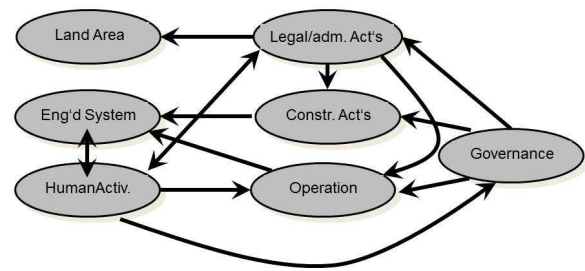 Land Area
Legal/adm. Act's
Eng'd System
Constr. Act's
Governance
HumanActiv.
Operation